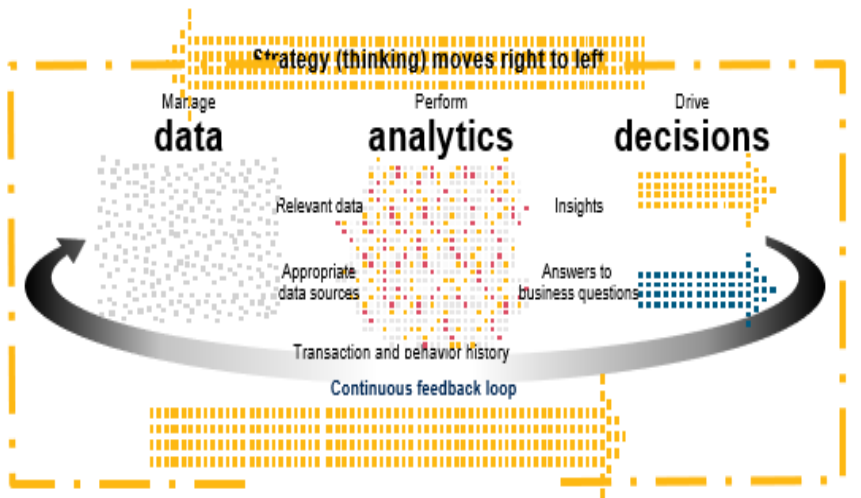 Strategy (thinking) moves right to left
Manage
data
Perform
analytics
Drive
decisions
Relevant data
Insights
Appropriate
data sources
Answers to
business questions
Transaction and behavior history
Continuous feedback loop